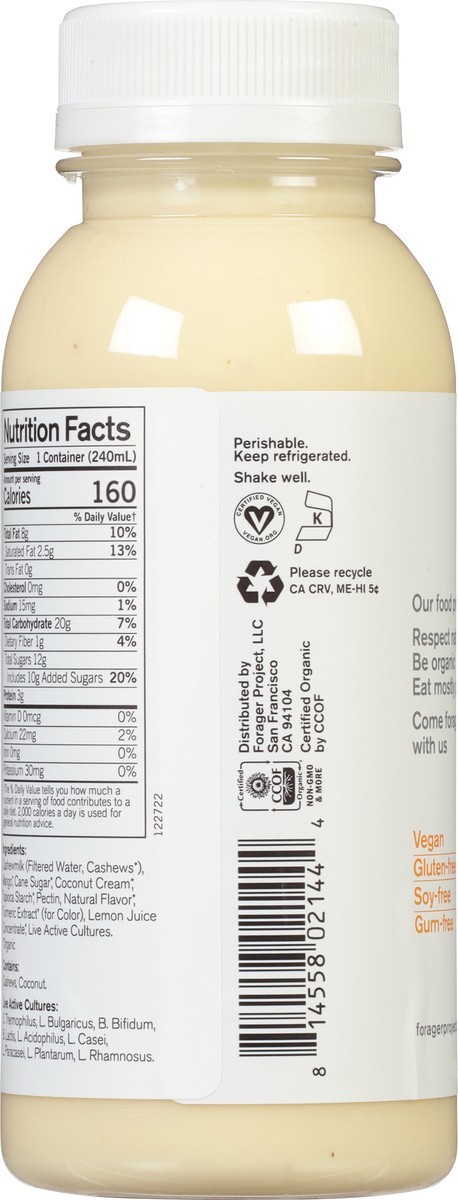 Nutrition Facts
Serving Size 1 Container (240mL)
Amount per serving
Calories 160
% Daily Value†
Total Fat 8g 10%
Saturated Fat 2.5g 13%
Trans Fat 0g
Cholesterol 0mg 0%
Sodium 15mg 1%
Total Carbohydrate 20g 7%
Dietary Fiber 1g 4%
Total Sugars 12g
Includes 10g Added Sugars 20%
Protein 3g
Vitamin D 0mcg 0%
Calcium 22mg 2%
Iron 0mg 0%
Potassium 30mg 0%
The % Daily Value tells you how much a
nutrient in a serving of food contributes to a
daily diet. 2,000 calories a day is used for
general nutrition advice.
122722
Ingredients:
Cashewmilk (Filtered Water, Cashews*),
Mango*, Cane Sugar*, Coconut Cream*,
Tapioca Starch*, Pectin, Natural Flavor*,
Turmeric Extract* (for Color), Lemon Juice
Concentrate*, Live Active Cultures.
Organic
Contains:
Cashews, Coconut.
Live Active Cultures:
S. Thermophilus, L. Bulgaricus, B. Bifidum,
B. Lactis, L. Acidophilus, L. Casei,
L. Paracasei, L. Plantarum, L. Rhamnosus.
Perishable.
Keep refrigerated.
Shake well.
CERTIFIED VEGAN
VEGAN.ORG
K
D
Please recycle
CA CRV, ME-HI 5¢
Distributed by
Forager Project, LLC
San Francisco
CA 94104
Certified Organic
by CCOF
Certified
CCOF
Organic
NON-GMO
& MORE
8 14558 02144 4
Our food
Respect
Be organic
Eat mostly
Come
with us
Vegan
Gluten-free
Soy-free
Gum-free